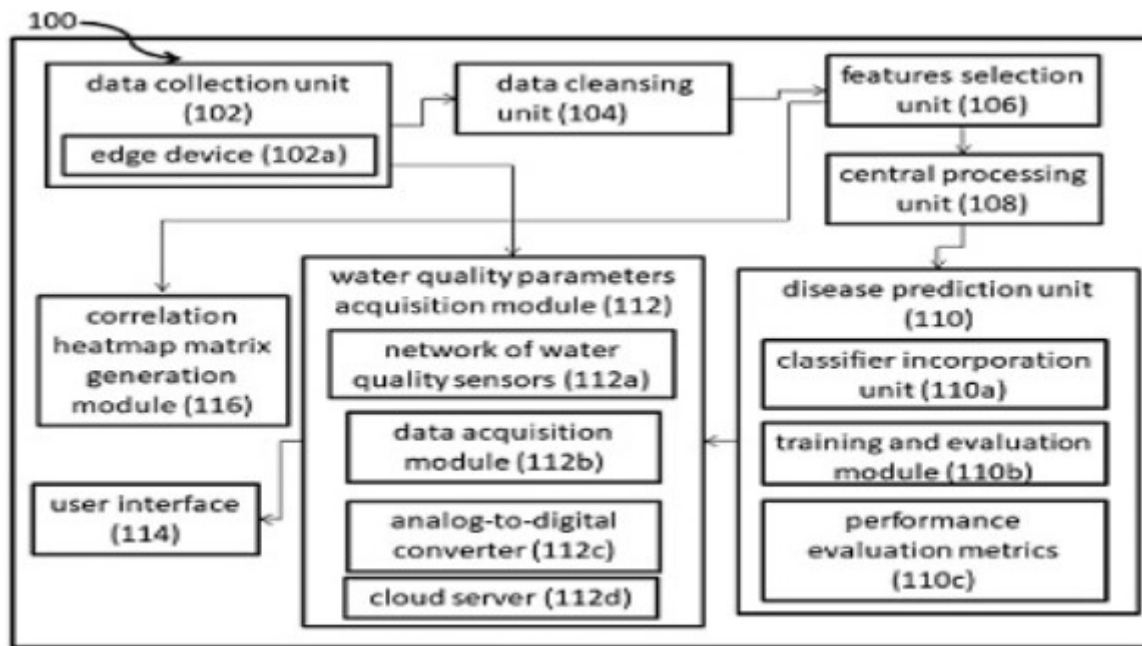 100
data collection unit
(102)
edge device (102a)
data cleansing
unit (104)
features selection
unit (106)
central processing
unit (108)
correlation
heatmap matrix
generation
module (116)
user interface
(114)
water quality parameters
acquisition module (112)
network of water
quality sensors (112a)
data acquisition
module (112b)
analog-to-digital
converter (112c)
cloud server (112d)
disease prediction unit
(110)
classifier incorporation
unit (110a)
training and evaluation
module (110b)
performance
evaluation metrics
(110c)